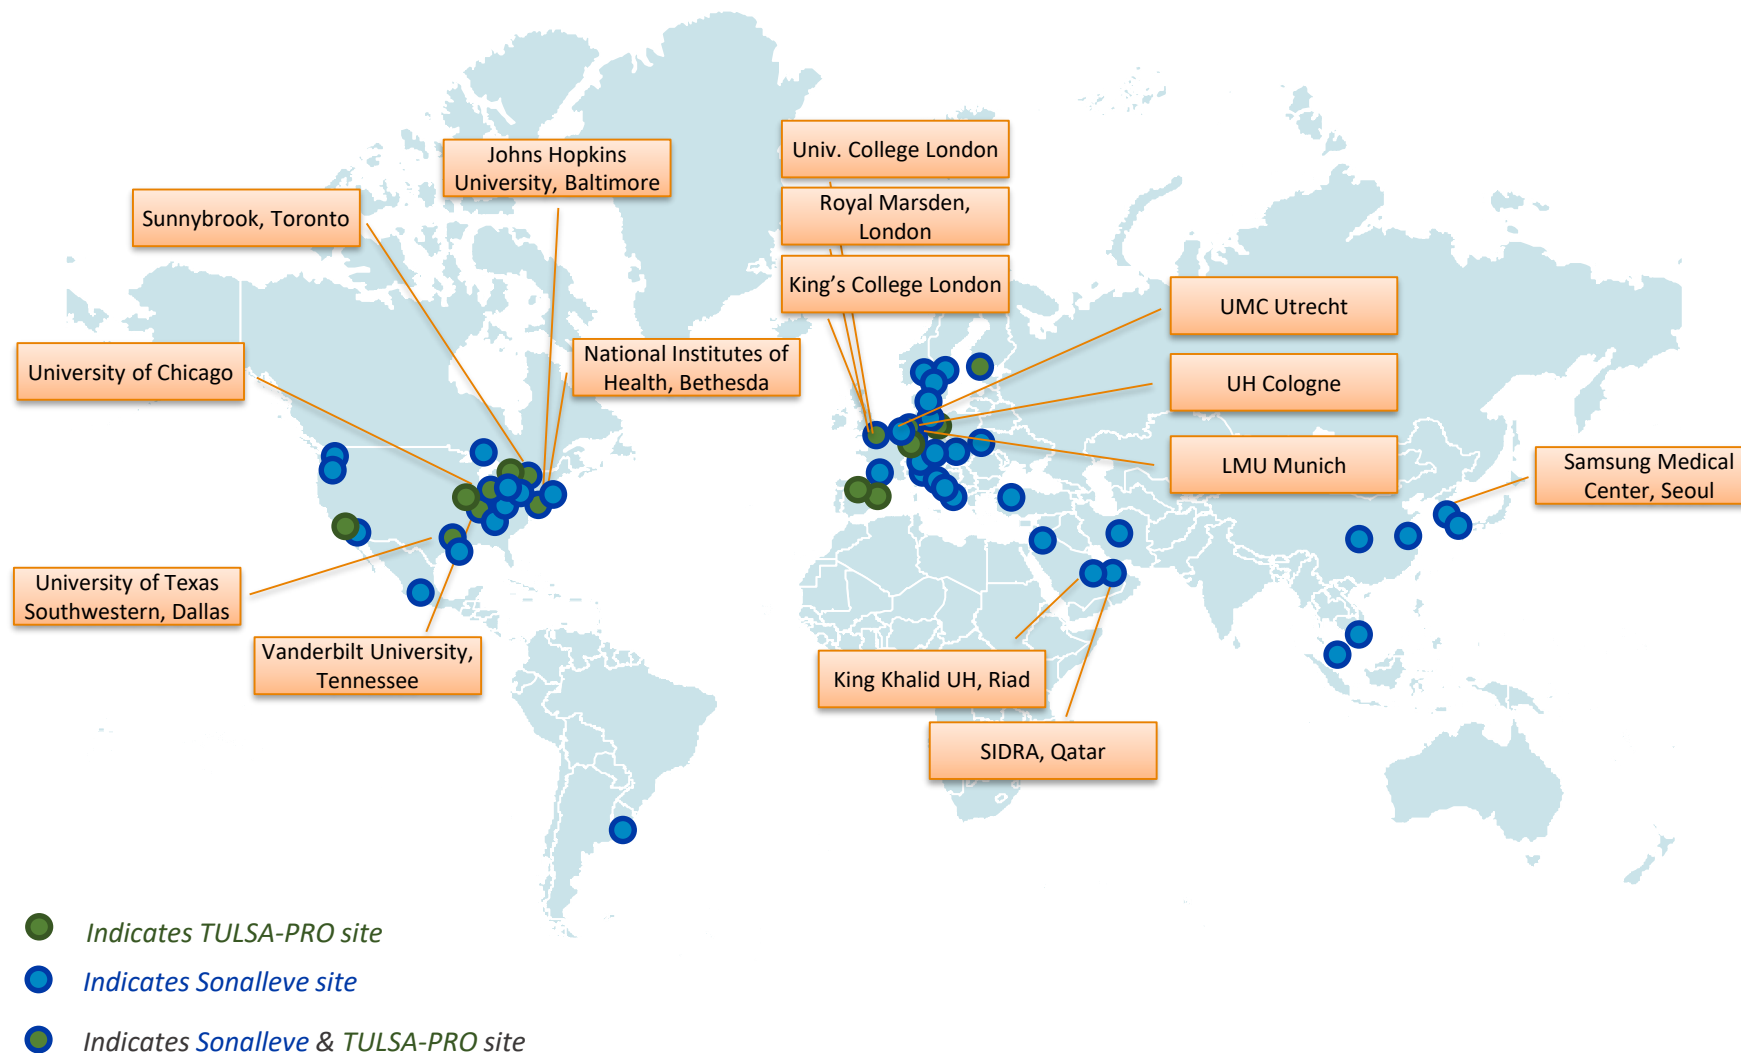 Johns Hopkins
University, Baltimore
Univ. College London
Sunnybrook, Toronto
Royal Marsden,
London
King’s College London
UMC Utrecht
University of Chicago
National Institutes of
Health, Bethesda
UH Cologne
LMU Munich
Samsung Medical
Center, Seoul
University of Texas
Southwestern, Dallas
Vanderbilt University,
Tennessee
King Khalid UH, Riad
SIDRA, Qatar
Indicates TULSA-PRO site
Indicates Sonalleve site
Indicates Sonalleve & TULSA-PRO site